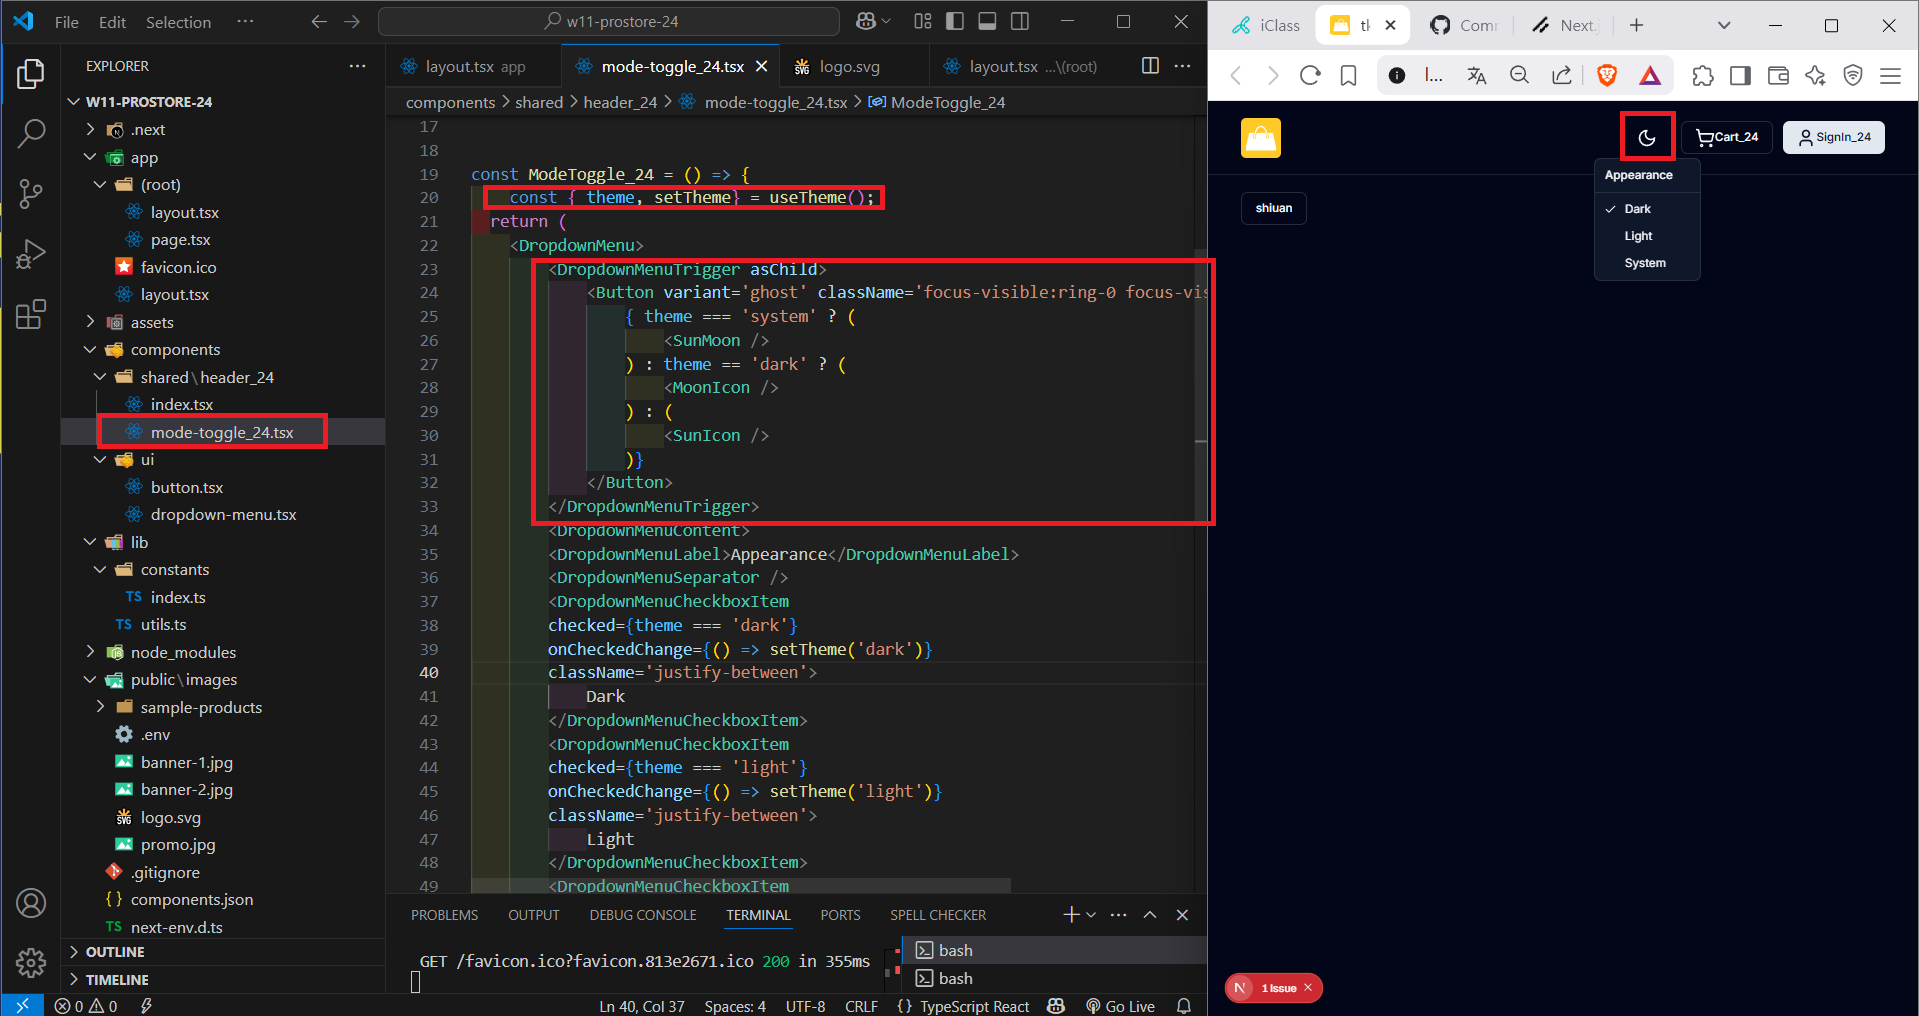 File Edit Selection ···
w11-prostore-24
EXPLORER
W11-PROSTORE-24
.next
app
(root)
layout.tsx
page.tsx
favicon.ico
layout.tsx
assets
components
shared\header_24
index.tsx
mode-toggle_24.tsx
ui
button.tsx
dropdown-menu.tsx
lib
constants
TS index.ts
TS utils.ts
node_modules
public\images
sample-products
.env
banner-1.jpg
banner-2.jpg
logo.svg
promo.jpg
.gitignore
{} components.json
TS next-env.d.ts
OUTLINE
TIMELINE
layout.tsx app
mode-toggle_24.tsx
logo.svg
layout.tsx ...\(root)
components > shared > header_24 > mode-toggle_24.tsx > ModeToggle_24
17
18
19 const ModeToggle_24 = () => {
20 const { theme, setTheme} = useTheme();
21 return (
22 <DropdownMenu>
23 <DropdownMenuTrigger asChild>
24 <Button variant='ghost' className='focus-visible:ring-0 focus-vis
25 { theme === 'system' ? (
26 <SunMoon />
27 ) : theme == 'dark' ? (
28 <MoonIcon />
29 ) : (
30 <SunIcon />
31 )}
32 </Button>
33 </DropdownMenuTrigger>
34 <DropdownMenuContent>
35 <DropdownMenuLabel>Appearance</DropdownMenuLabel>
36 <DropdownMenuSeparator />
37 <DropdownMenuCheckboxItem
38 checked={theme === 'dark'}
39 onCheckedChange={() => setTheme('dark')}
40 className='justify-between'>
41 Dark
42 </DropdownMenuCheckboxItem>
43 <DropdownMenuCheckboxItem
44 checked={theme === 'light'}
45 onCheckedChange={() => setTheme('light')}
46 className='justify-between'>
47 Light
48 </DropdownMenuCheckboxItem>
49 <DropdownMenuCheckboxItem
PROBLEMS OUTPUT DEBUG CONSOLE TERMINAL PORTS SPELL CHECKER
GET /favicon.ico?favicon.813e2671.ico 200 in 355ms
bash
bash
0 0
Ln 40, Col 37 Spaces: 4 UTF-8 CRLF {} TypeScript React Go Live
iClass
tk
Comm
Next.j
l...
Cart_24
SignIn_24
Appearance
Dark
Light
System
shiuan
N 1 Issue